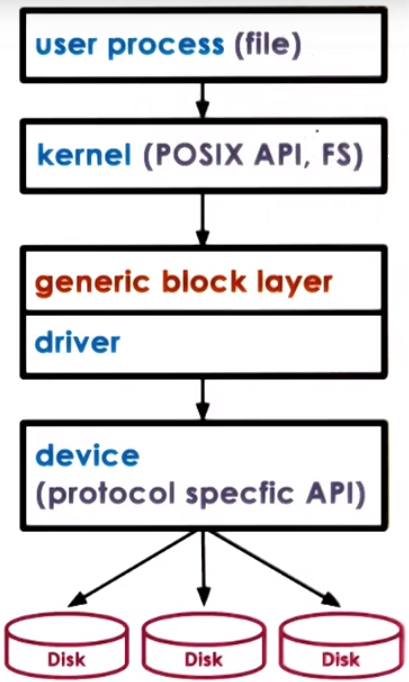 user process (file)
kernel (POSIX API, FS)
generic block layer
driver
device
(protocol specfic API)
Disk
Disk
Disk